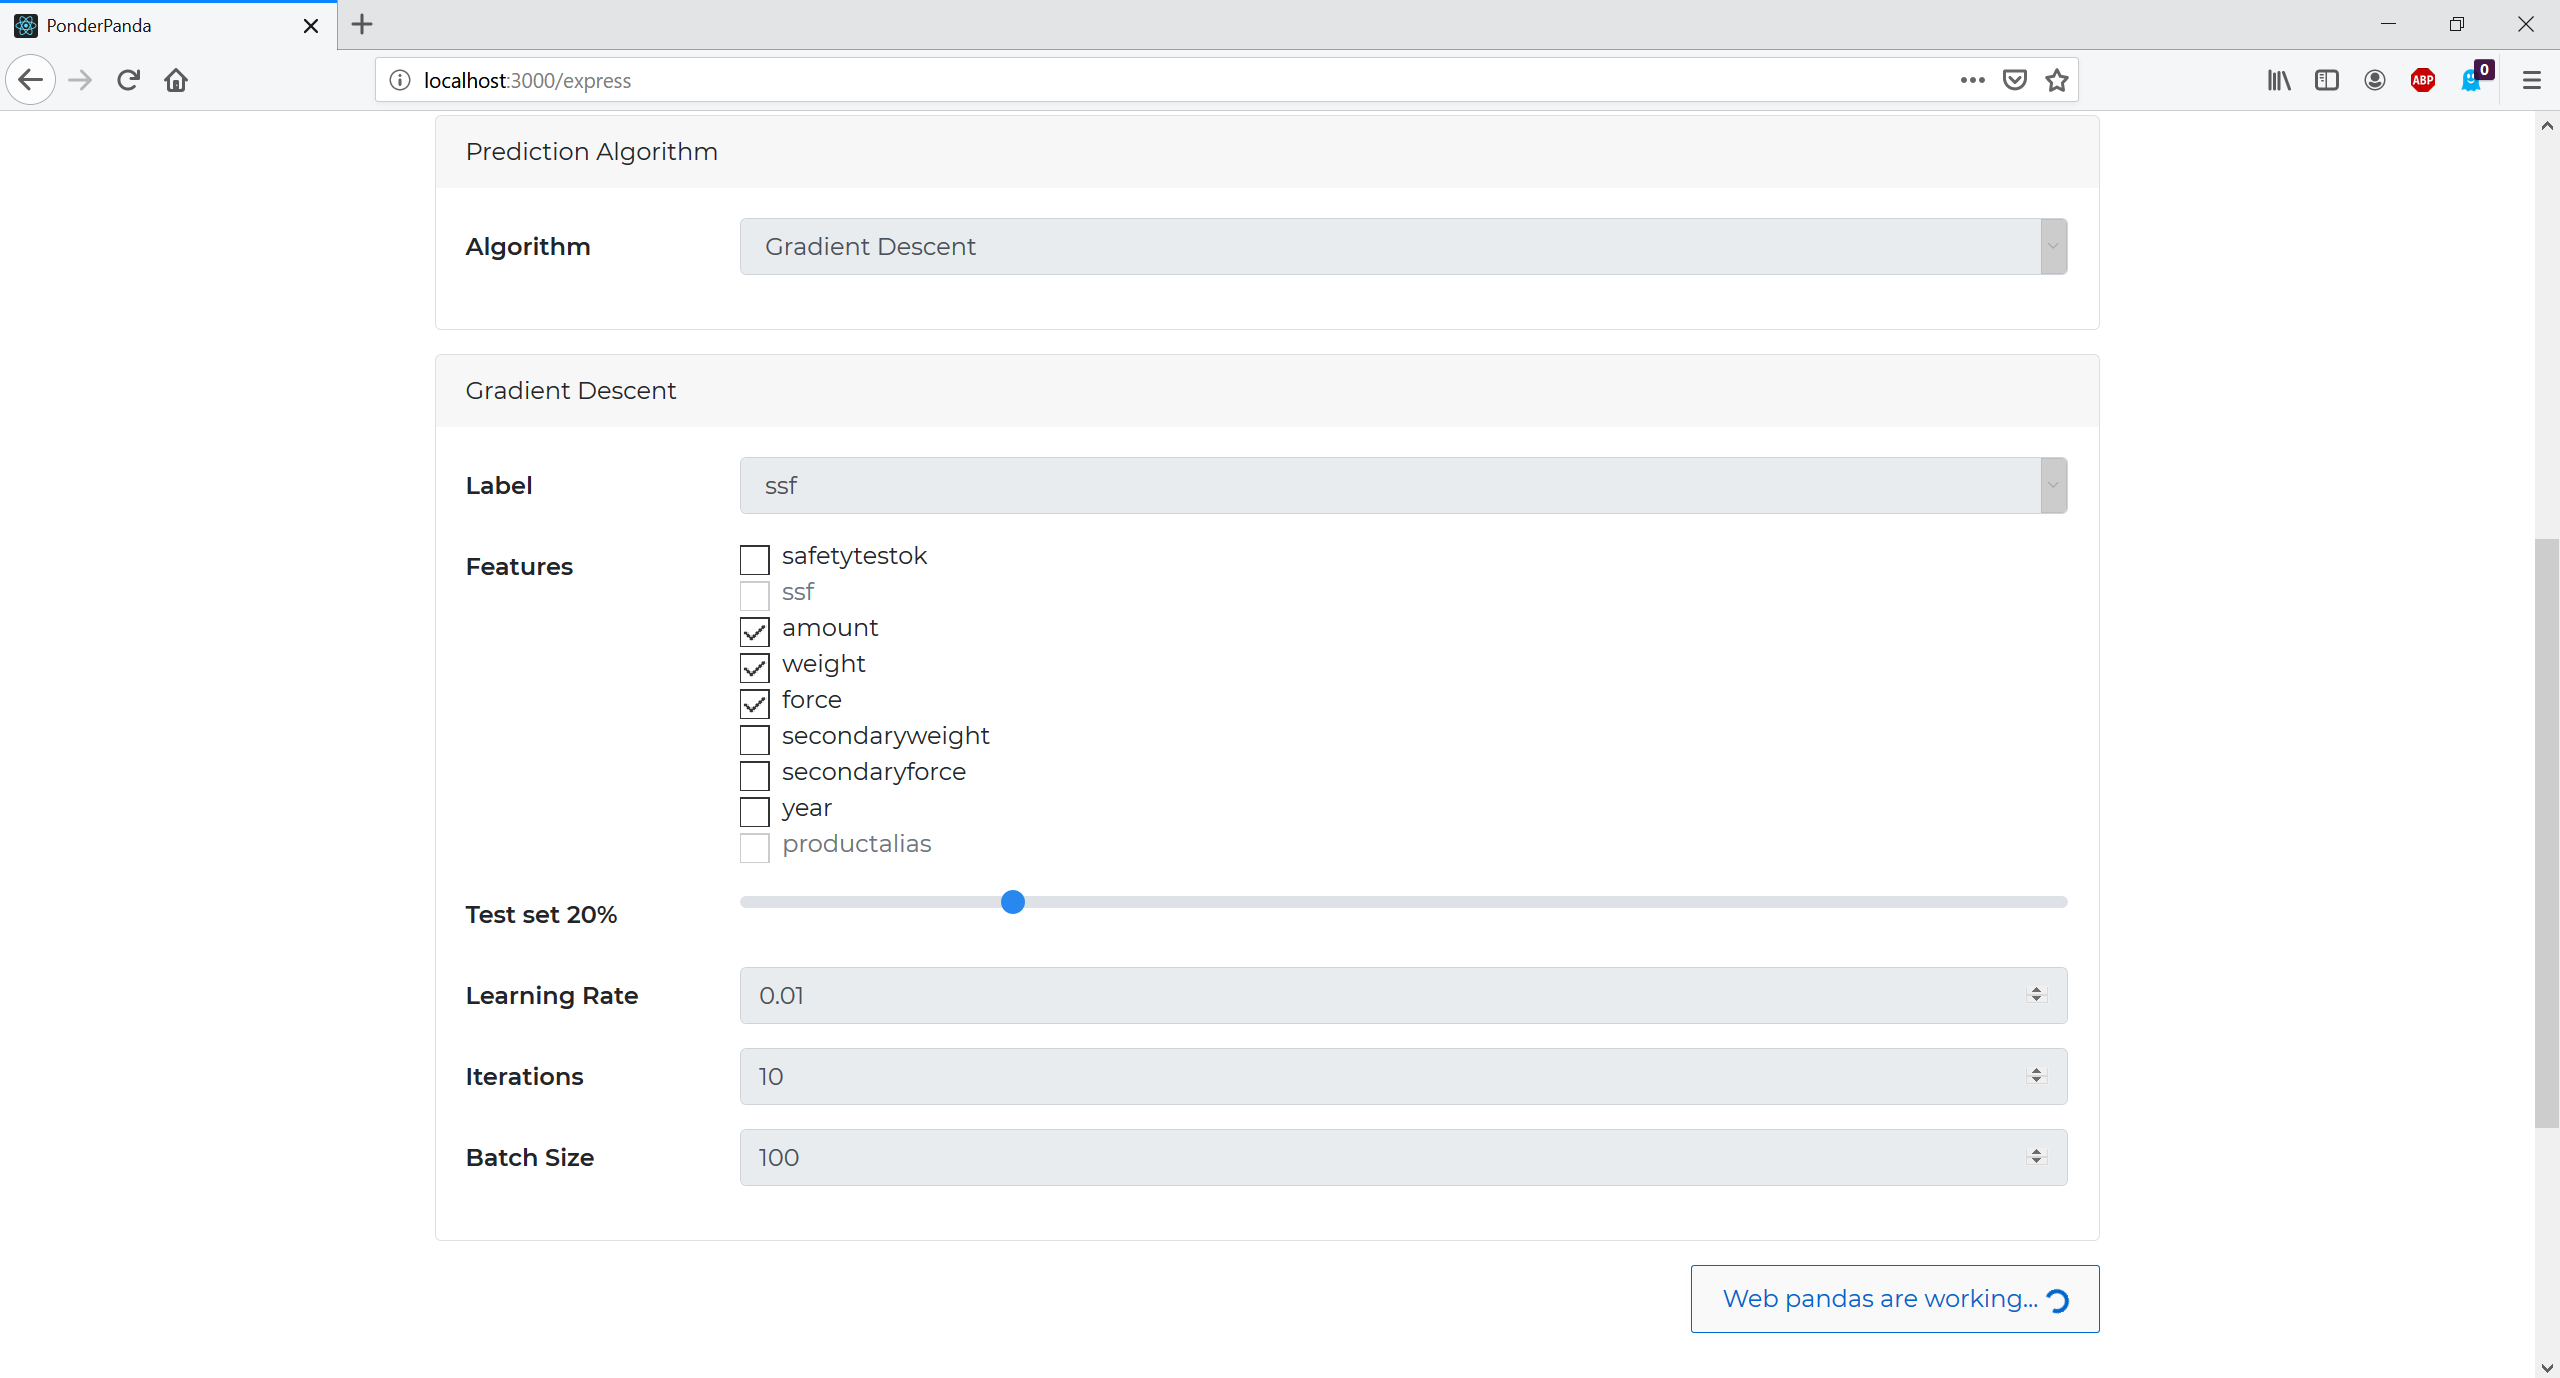 PonderPanda
localhost:3000/express
ABP
0
Prediction Algorithm
Algorithm
Gradient Descent
Gradient Descent
Label
ssf
Features
safetytestok
ssf
amount
weight
force
secondaryweight
secondaryforce
year
productalias
Test set 20%
Learning Rate
0.01
Iterations
10
Batch Size
100
Web pandas are working...